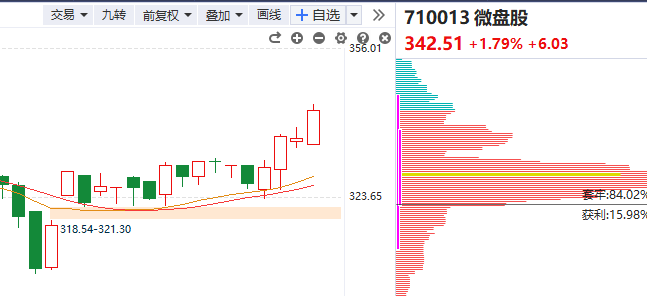 交易 九转 前复权 叠加 画线 +自选
710013 微盘股
342.51 +1.79% +6.03
356.01
323.65
318.54-321.30
套牢:84.02%
获利:15.98%